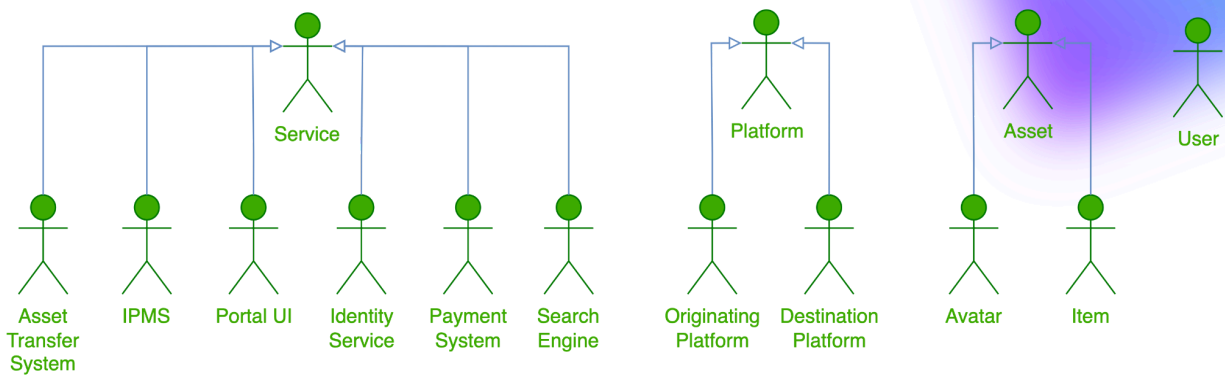 Service
Platform
Asset
User
Asset
Transfer
System
IPMS
Portal UI
Identity
Service
Payment
System
Search
Engine
Originating
Platform
Destination
Platform
Avatar
Item